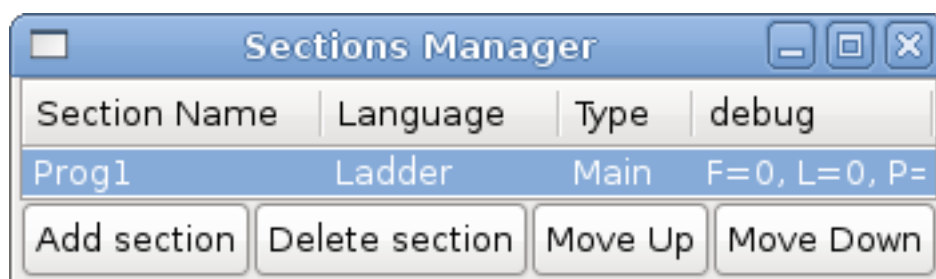 Sections Manager
Section Name Language Type debug
Prog1 Ladder Main F=0, L=0, P=
Add section Delete section Move Up Move Down